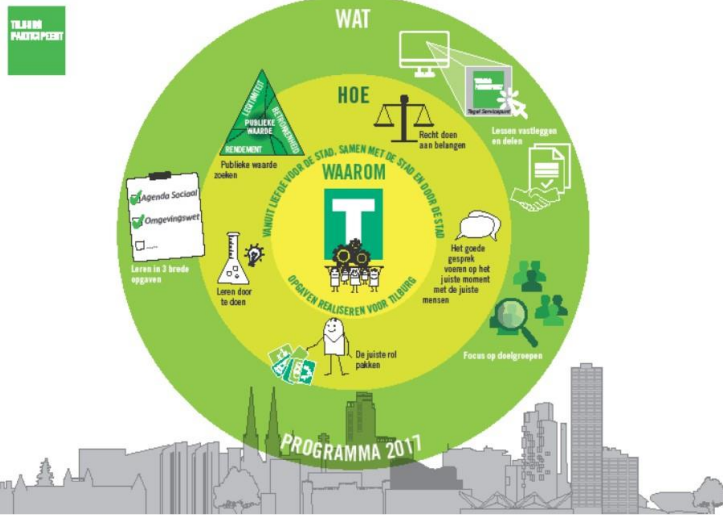 TILBURG
PARTICIPEERT
WAT
HOE
WAAROM
VANUIT LIEFDE VOOR DE STAD, SAMEN MET DE STAD EN DOOR DE STAD
OPGAVEN REALISEREN VOOR TILBURG
T
LEGITIMITEIT
BETROKKENHEID
PUBLIEKE
WAARDE
RENDEMENT
Publieke waarde
zoeken
Recht doen
aan belangen
Het goede
gesprek
voeren op het
juiste moment
met de juiste
mensen
De juiste rol
pakken
Leren door
te doen
Agenda Sociaal
Omgevingswet
Leren in 3 brede
opgaven
TILBURG
PARTICIPEERT
Lessen vastleggen
en delen
Focus op doelgroepen
PROGRAMMA 2017